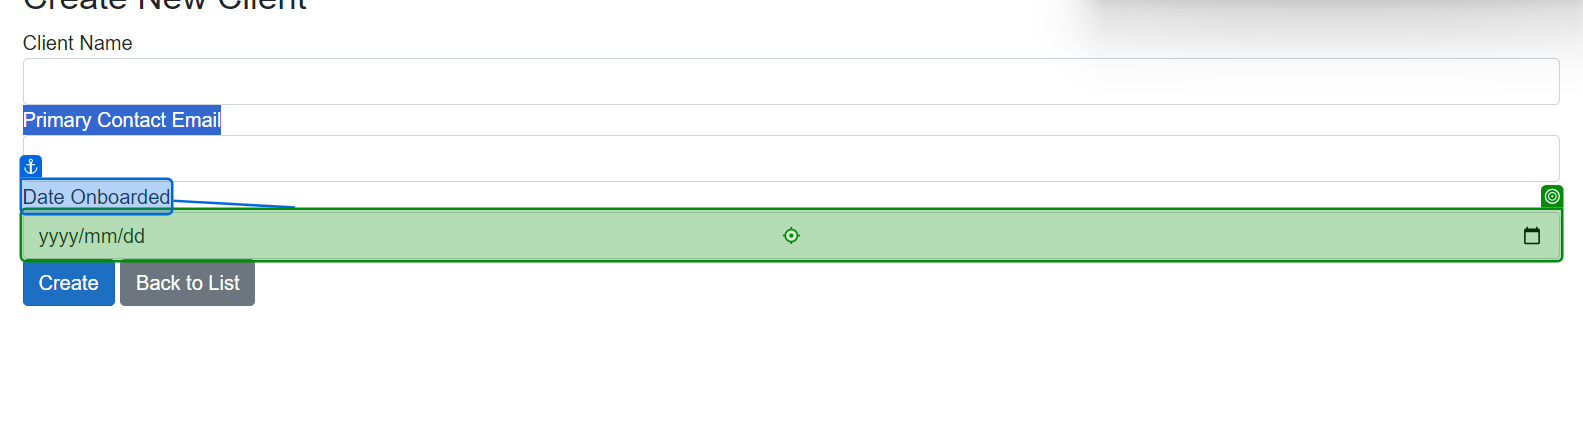 Create New Client
Client Name
Primary Contact Email
Date Onboarded
yyyy/mm/dd
Create Back to List